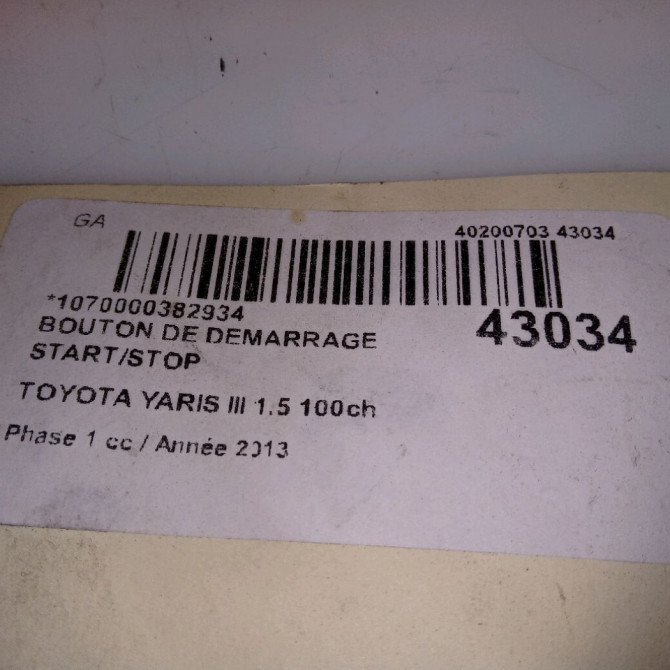 GA
40200703 43034
*1070000382934
43034
BOUTON DE DEMARRAGE
START/STOP
TOYOTA YARIS III 1.5 100ch
Phase 1 cc / Année 2013